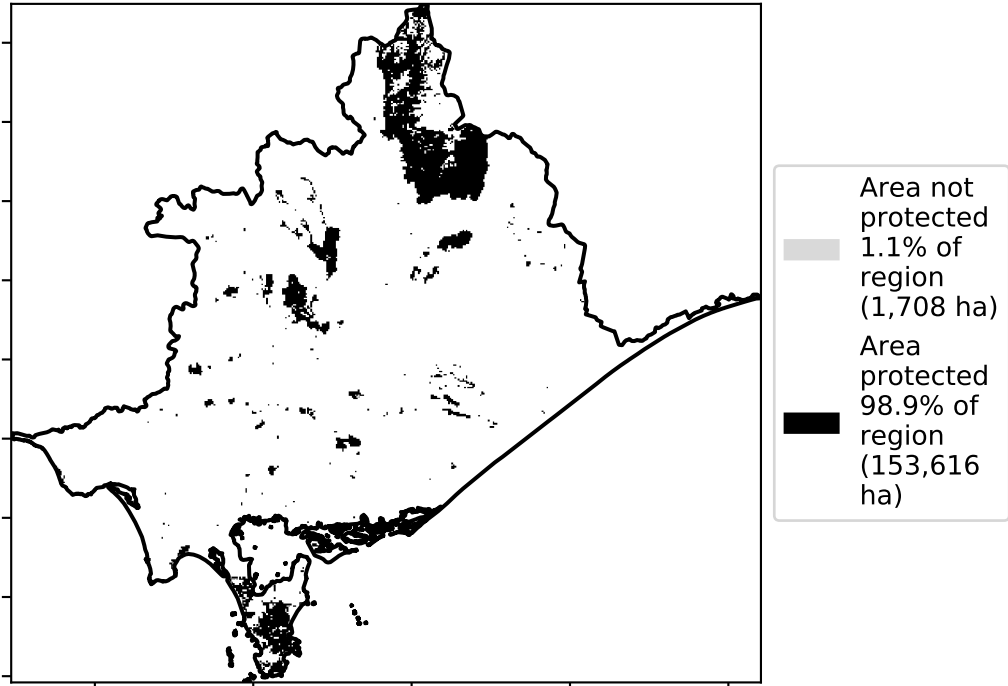 Area not
protected
1.1% of
region
(1,708 ha)
Area
protected
98.9% of
region
(153,616
ha)